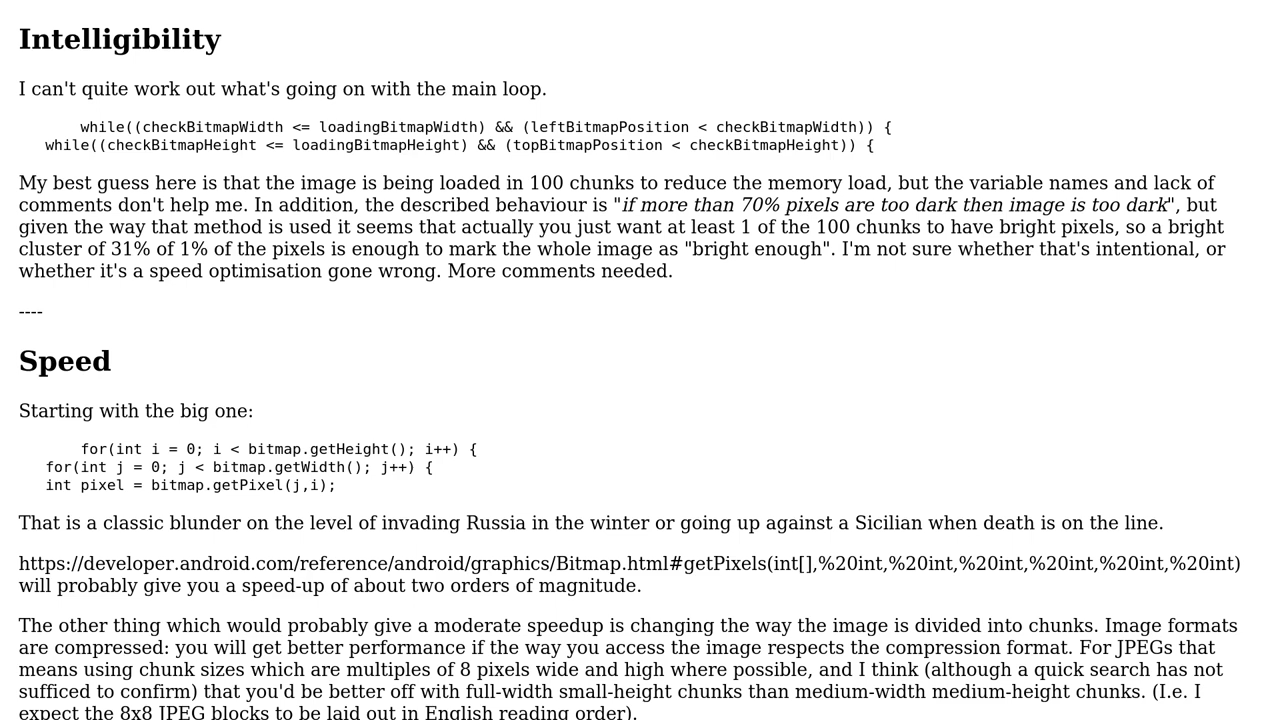 Intelligibility
I can't quite work out what's going on with the main loop.
while((checkBitmapWidth <= loadingBitmapWidth) && (leftBitmapPosition < checkBitmapWidth)) {
while((checkBitmapHeight <= loadingBitmapHeight) && (topBitmapPosition < checkBitmapHeight)) {
My best guess here is that the image is being loaded in 100 chunks to reduce the memory load, but the variable names and lack of
comments don't help me. In addition, the described behaviour is "if more than 70% pixels are too dark then image is too dark", but
given the way that method is used it seems that actually you just want at least 1 of the 100 chunks to have bright pixels, so a bright
cluster of 31% of 1% of the pixels is enough to mark the whole image as "bright enough". I'm not sure whether that's intentional, or
whether it's a speed optimisation gone wrong. More comments needed.
----
Speed
Starting with the big one:
for(int i = 0; i < bitmap.getHeight(); i++) {
for(int j = 0; j < bitmap.getWidth(); j++) {
int pixel = bitmap.getPixel(j,i);
That is a classic blunder on the level of invading Russia in the winter or going up against a Sicilian when death is on the line.
https://developer.android.com/reference/android/graphics/Bitmap.html#getPixels(int[],%20int,%20int,%20int,%20int,%20int,%20int)
will probably give you a speed-up of about two orders of magnitude.
The other thing which would probably give a moderate speedup is changing the way the image is divided into chunks. Image formats
are compressed: you will get better performance if the way you access the image respects the compression format. For JPEGs that
means using chunk sizes which are multiples of 8 pixels wide and high where possible, and I think (although a quick search has not
sufficed to confirm) that you'd be better off with full-width small-height chunks than medium-width medium-height chunks. (I.e. I
expect the 8x8 JPEG blocks to be laid out in English reading order).